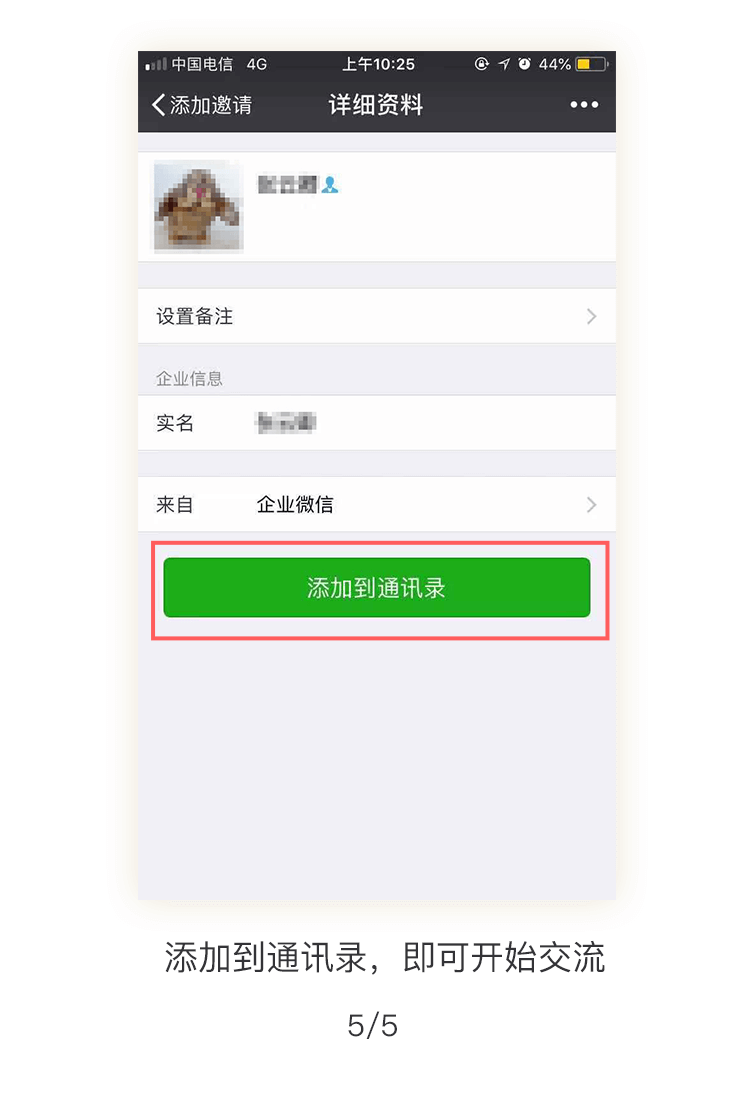 中国电信 4G 上午10:25 44%
添加邀请 详细资料
设置备注
企业信息
实名
来自 企业微信
添加到通讯录
添加到通讯录，即可开始交流
5/5